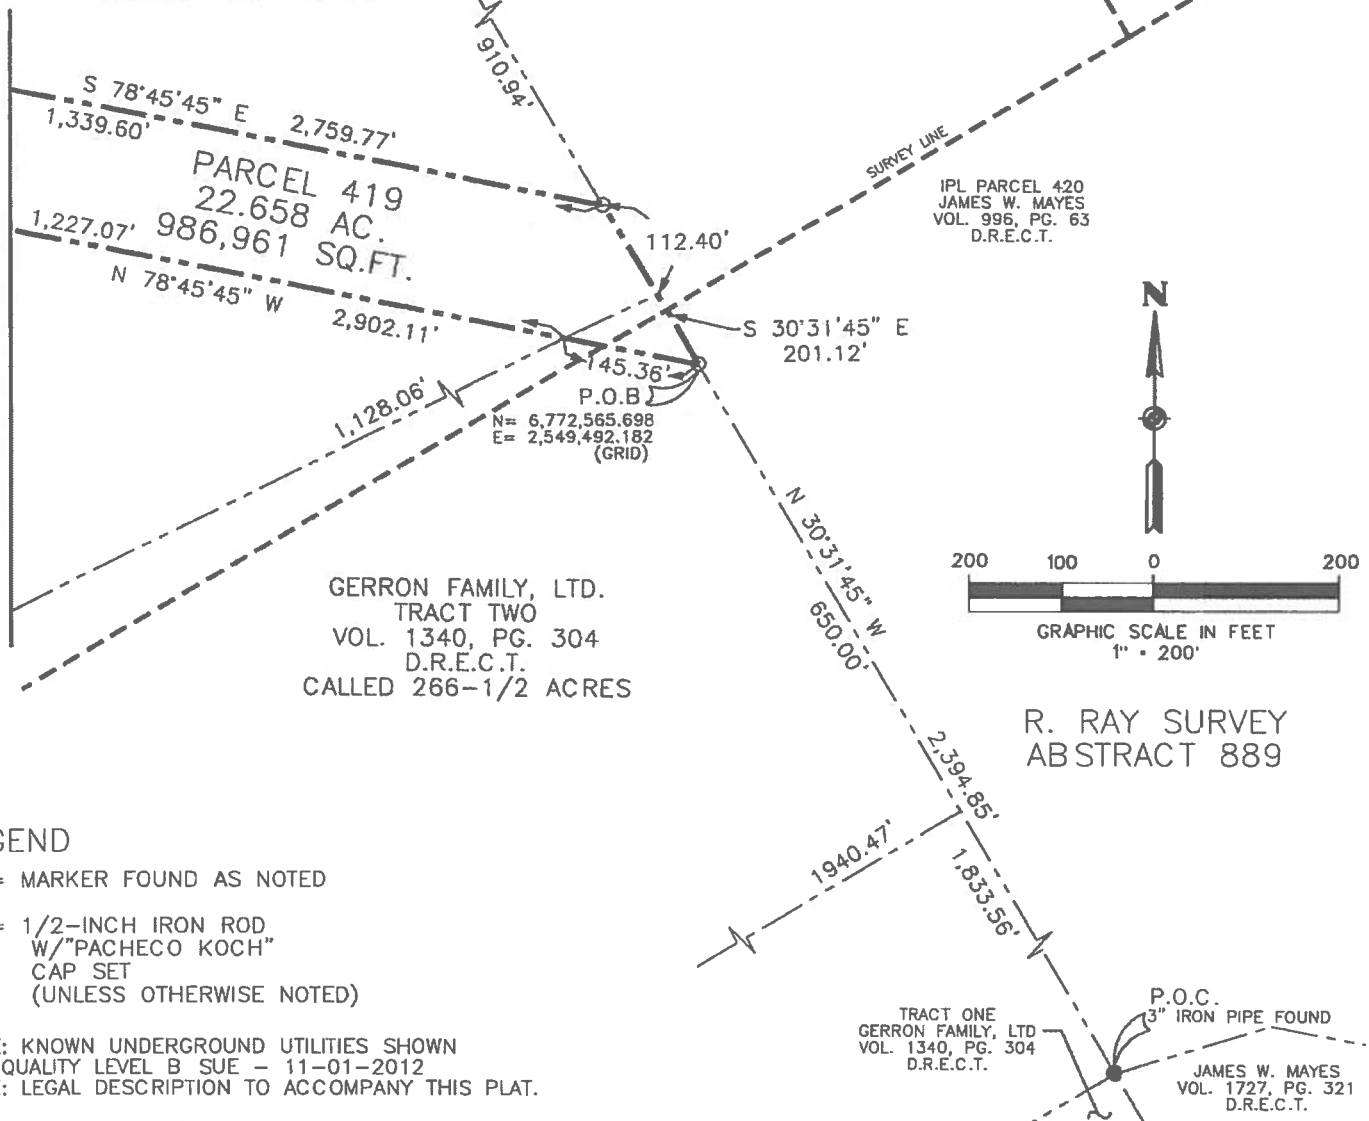 910.94'
S 78°45'45" E
2,759.77'
1,339.60'
PARCEL 419
22.658 AC.
986,961 SQ.FT.
1,227.07'
N 78°45'45" W
2,902.11'
112.40'
SURVEY LINE
IPL PARCEL 420
JAMES W. MAYES
VOL. 996, PG. 63
D.R.E.C.T.
S 30°31'45" E
201.12'
145.36'
P.O.B
N= 6,772,565.698
E= 2,549,492.182
(GRID)
1,128.06'
N
200 100 0 200
GRAPHIC SCALE IN FEET
1" = 200'
N 30°31'45" W
650.00'
GERRON FAMILY, LTD.
TRACT TWO
VOL. 1340, PG. 304
D.R.E.C.T.
CALLED 266-1/2 ACRES
R. RAY SURVEY
ABSTRACT 889
2,394.85'
1940.47'
1,833.56'
GEND
= MARKER FOUND AS NOTED
= 1/2-INCH IRON ROD
W/"PACHECO KOCH"
CAP SET
(UNLESS OTHERWISE NOTED)
E: KNOWN UNDERGROUND UTILITIES SHOWN
QUALITY LEVEL B SUE - 11-01-2012
E: LEGAL DESCRIPTION TO ACCOMPANY THIS PLAT.
TRACT ONE
GERRON FAMILY, LTD
VOL. 1340, PG. 304
D.R.E.C.T.
P.O.C.
3" IRON PIPE FOUND
JAMES W. MAYES
VOL. 1727, PG. 321
D.R.E.C.T.